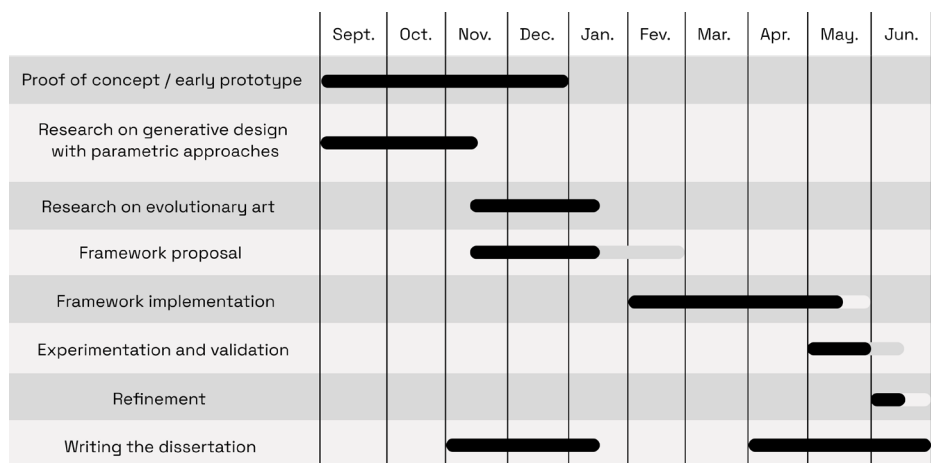 Sept. Oct. Nov. Dec. Jan. Fev. Mar. Apr. May. Jun.
Proof of concept / early prototype
Research on generative design
with parametric approaches
Research on evolutionary art
Framework proposal
Framework implementation
Experimentation and validation
Refinement
Writing the dissertation